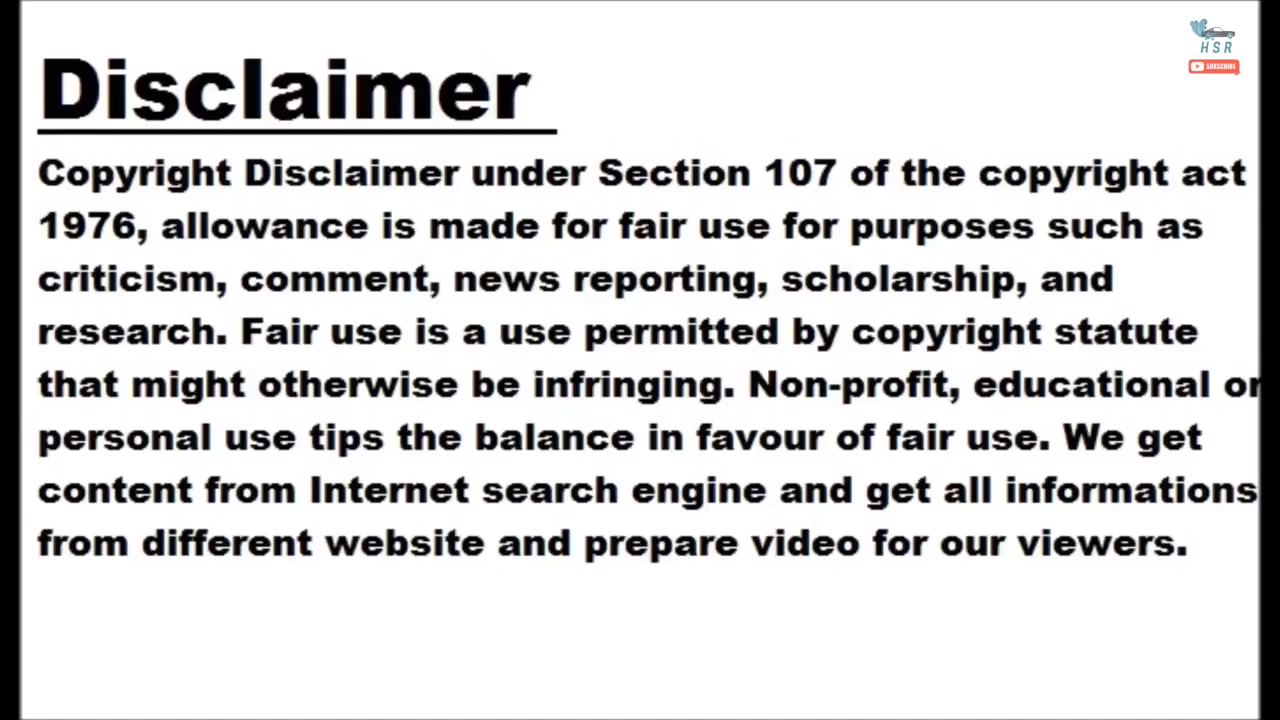 HSR
SUBSCRIBE
Disclaimer
Copyright Disclaimer under Section 107 of the copyright act
1976, allowance is made for fair use for purposes such as
criticism, comment, news reporting, scholarship, and
research. Fair use is a use permitted by copyright statute
that might otherwise be infringing. Non-profit, educational or
personal use tips the balance in favour of fair use. We get
content from Internet search engine and get all informations
from different website and prepare video for our viewers.